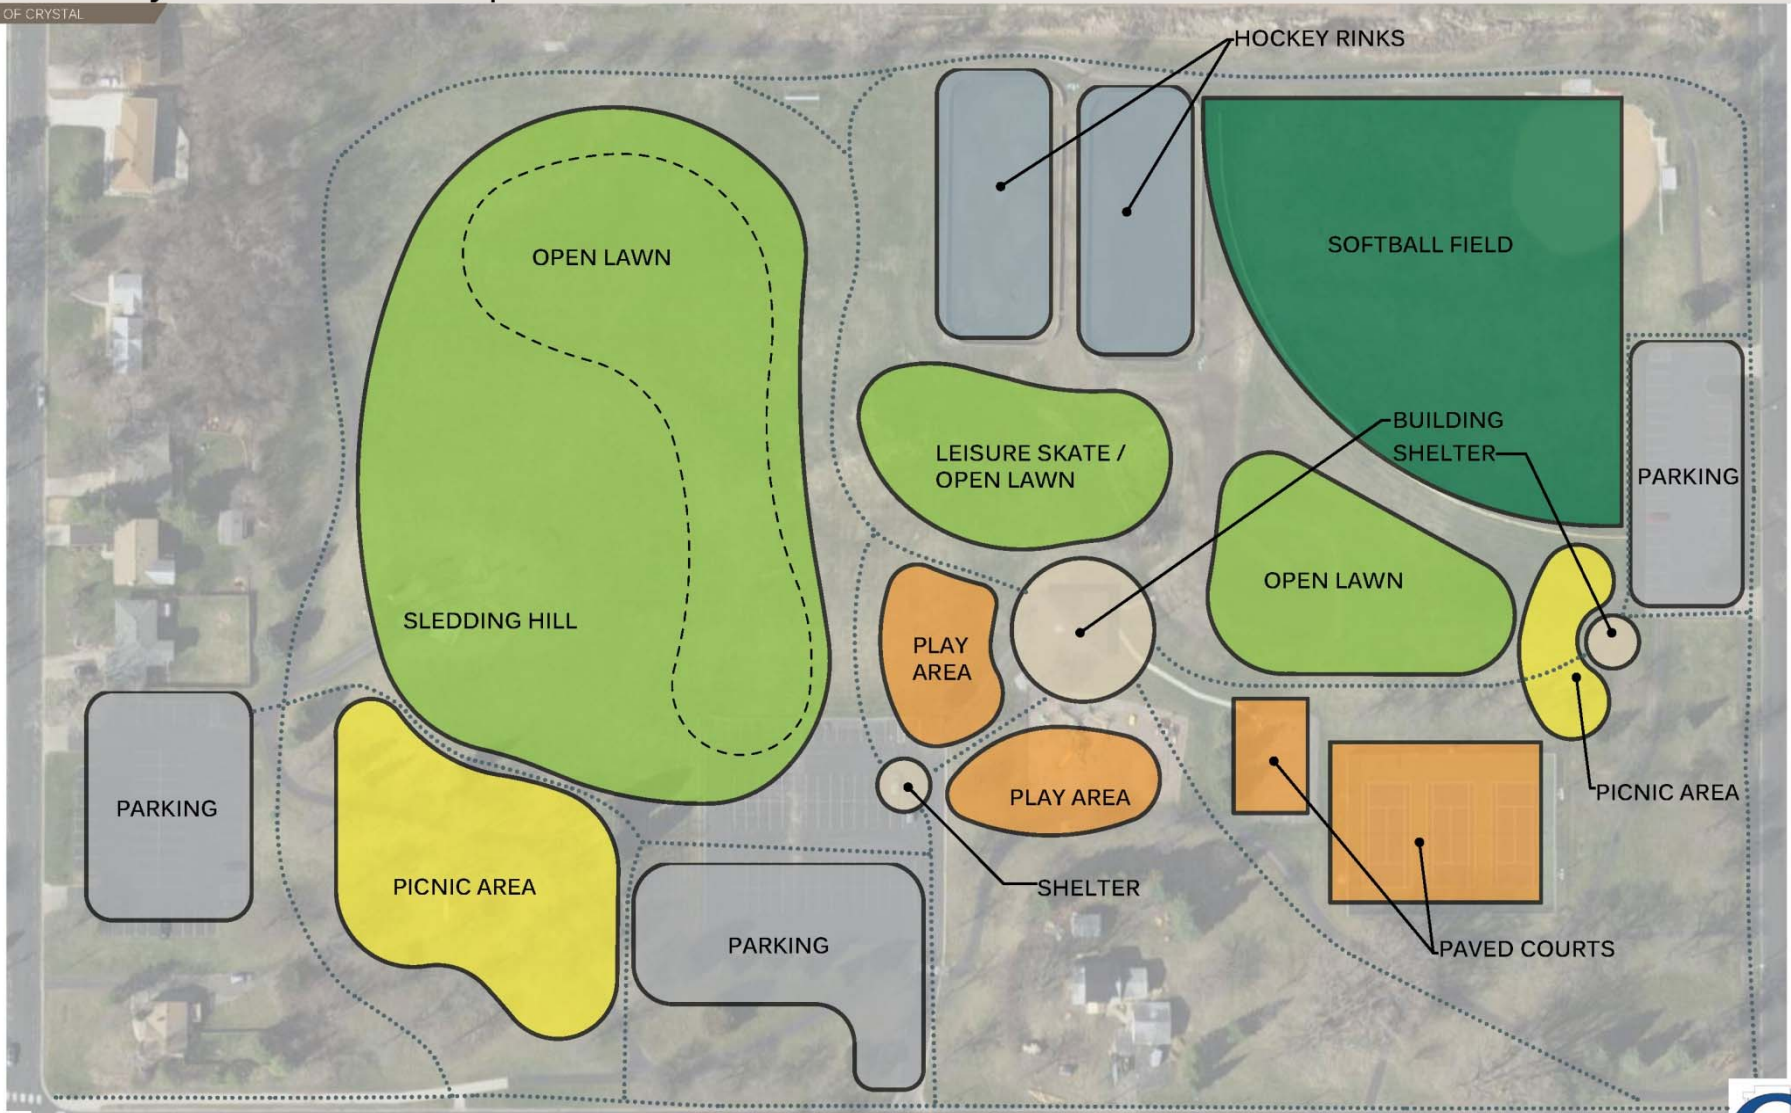 OF CRYSTAL
HOCKEY RINKS
OPEN LAWN
SOFTBALL FIELD
BUILDING
SHELTER
LEISURE SKATE /
OPEN LAWN
PARKING
OPEN LAWN
SLEDDING HILL
PLAY
AREA
PICNIC AREA
PLAY AREA
PARKING
PICNIC AREA
SHELTER
PARKING
PAVED COURTS